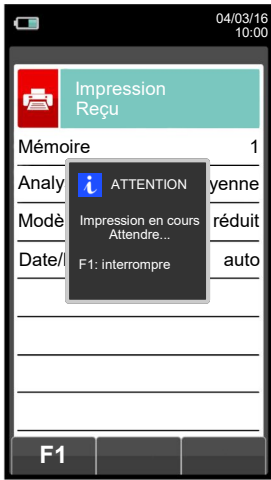 04/03/16
10:00
Impression
Reçu
Mémoire 1
Analy yenne
Modè réduit
Date/ auto
i ATTENTION
Impression en cours
Attendre...
F1: interrompre
F1